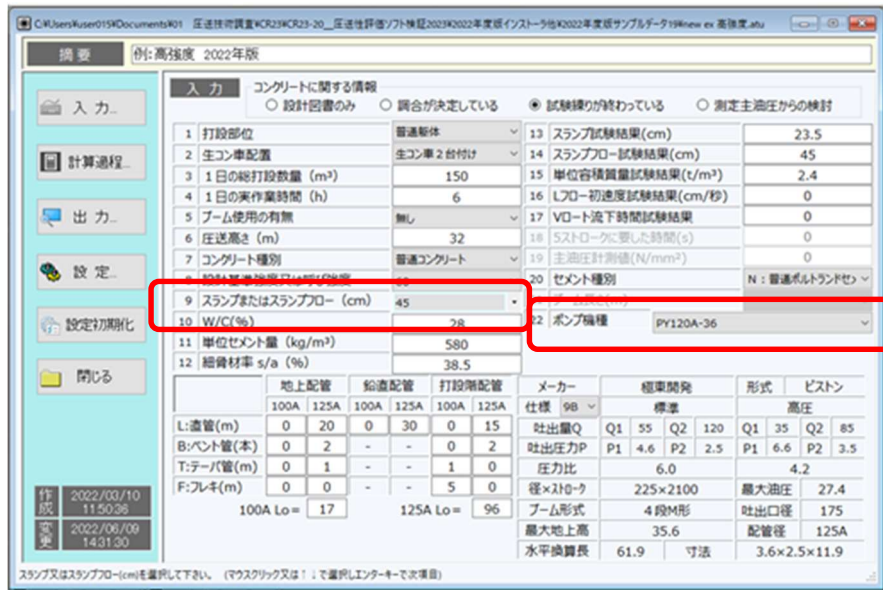 C:¥Users¥user015¥Documents¥01 圧送技術調査¥CR23¥CR23-20__圧送性評価ソフト検証2023¥2022年度版インストーラ他¥2022年度版サンプルデータ19¥new ex 高強度.atu
摘 要 例:高強度 2022年版
入 力...
計算過程...
出 力...
設 定...
設定初期化
閉じる
作成 2022/03/10 11:50:36
変更 2022/06/09 14:31:30
入 力 コンクリートに関する情報
設計図書のみ 調合が決定している 試験練りが終わっている 測定主油圧からの検討
1 打設部位 普通躯体
2 生コン車配置 生コン車2台付け
3 1日の総打設数量 (m³) 150
4 1日の実作業時間 (h) 6
5 ブーム使用の有無 無し
6 圧送高さ (m) 32
7 コンクリート種別 普通コンクリート
8 設計基準強度又は呼び強度
9 スランプまたはスランプフロー (cm) 45
10 W/C(%) 28
11 単位セメント量 (kg/m³) 580
12 細骨材率 s/a (%) 38.5
13 スランプ試験結果(cm) 23.5
14 スランプフロー試験結果(cm) 45
15 単位容積質量試験結果(t/m³) 2.4
16 Lフロー初速度試験結果(cm/秒) 0
17 Vロート流下時間試験結果 0
18 5ストロークに要した時間(s) 0
19 主油圧計測値(N/mm²) 0
20 セメント種別 N:普通ポルトランドセン
22 ポンプ機種 PY120A-36
地上配管 鉛直配管 打設階配管
100A 125A 100A 125A 100A 125A
L:直管(m) 0 20 0 30 0 15
B:ベント管(本) 0 2 - - 0 2
T:テーパ管(m) 0 1 - - 1 0
F:フレキ(m) 0 0 - - 5 0
100A Lo= 17 125A Lo= 96
メーカー 極東開発 形式 ピストン
仕様 9B 標準 高圧
吐出量Q Q1 55 Q2 120 Q1 35 Q2 85
吐出圧力P P1 4.6 P2 2.5 P1 6.6 P2 3.5
圧力比 6.0 4.2
径×ストローク 225×2100 最大油圧 27.4
ブーム形式 4段M形 吐出口径 175
最大地上高 35.6 配管径 125A
水平換算長 61.9 寸法 3.6×2.5×11.9
スランプ又はスランプフロー(cm)を選択して下さい。 (マウスクリック又は↑↓で選択しエンターキーで次項目)